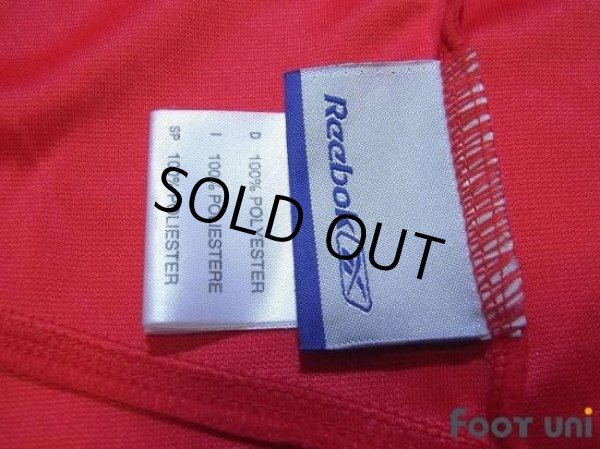 Reebok
D 100% POLYESTER
I 100% POLIESTERE
SP 100% POLIESTER
SOLD OUT
FOOT uni